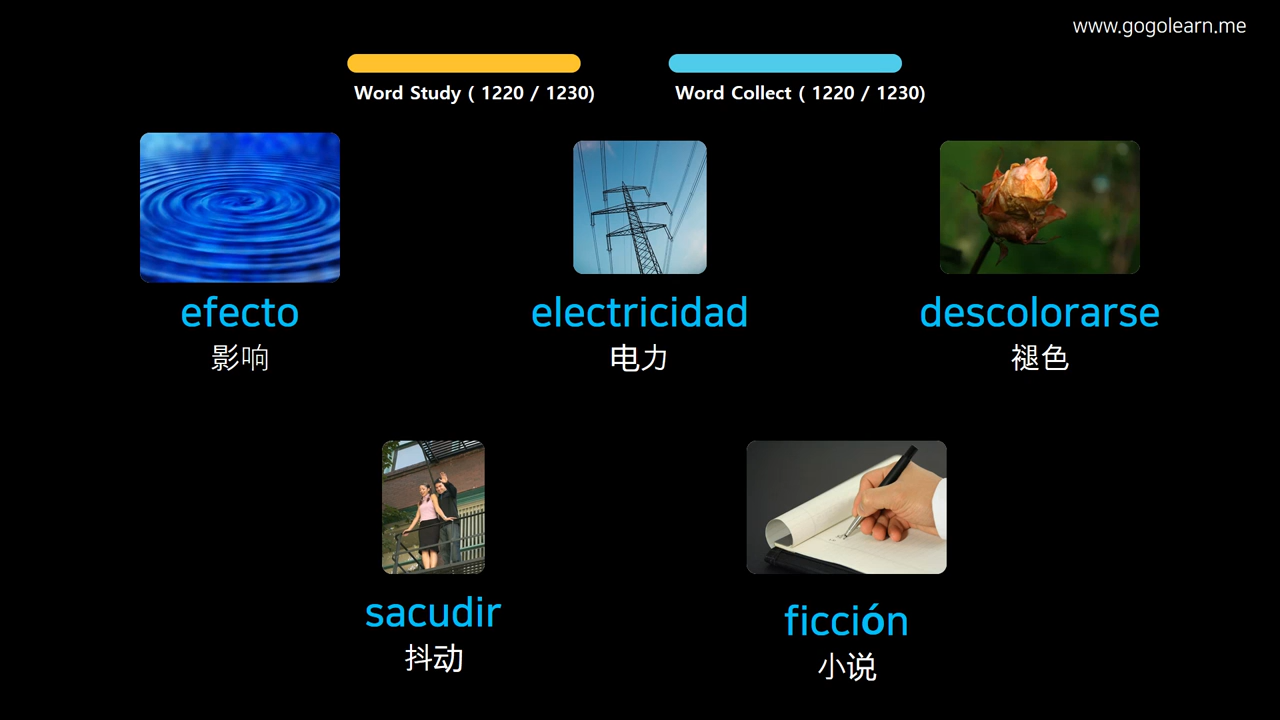 www.gogolearn.me
Word Study ( 1220 / 1230)
Word Collect ( 1220 / 1230)
efecto
影响
electricidad
电力
descolorarse
褪色
sacudir
抖动
ficción
小说